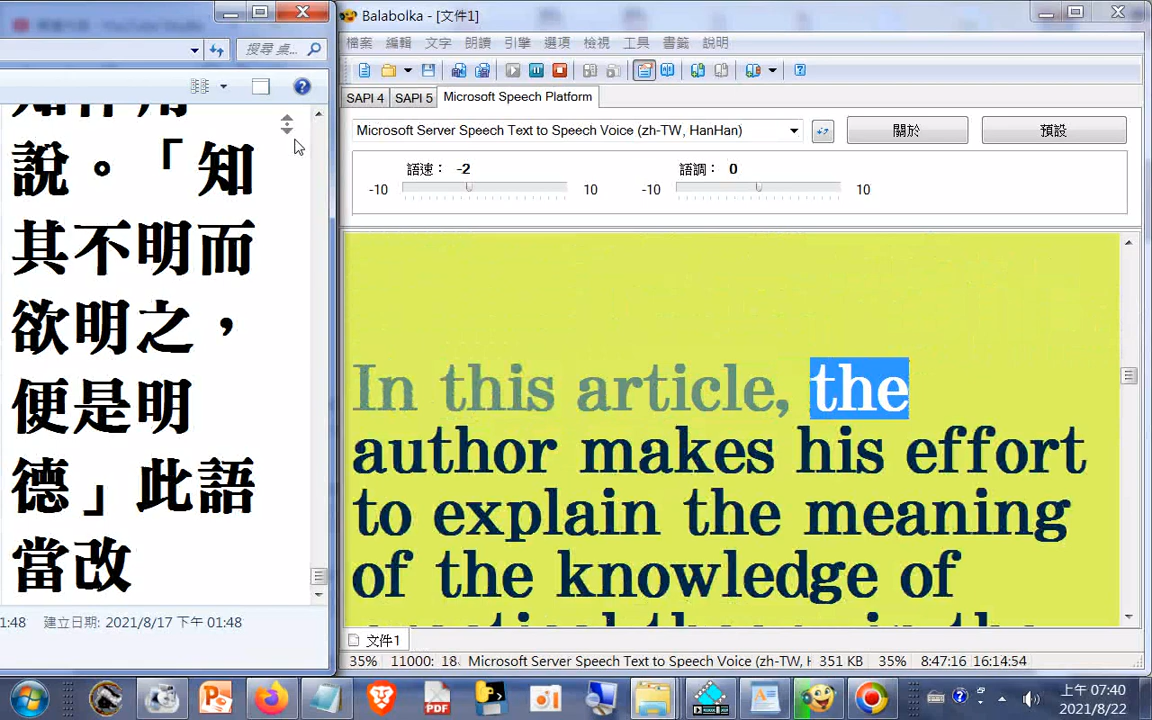 搜尋 桌...
說。「知
其不明而
欲明之，
便是明
德」此語
當改
1:48 建立日期: 2021/8/17 下午 01:48
Balabolka - [文件1]
檔案 編輯 文字 朗讀 引擎 選項 檢視 工具 書籤 說明
SAPI 4 SAPI 5 Microsoft Speech Platform
Microsoft Server Speech Text to Speech Voice (zh-TW, HanHan) 關於 預設
語速： -2 語調： 0
-10 10 -10 10
In this article, the
author makes his effort
to explain the meaning
of the knowledge of
文件1
35% 11000: 18 Microsoft Server Speech Text to Speech Voice (zh-TW, H 351 KB 35% 8:47:16 16:14:54
PDF
上午 07:40
2021/8/22